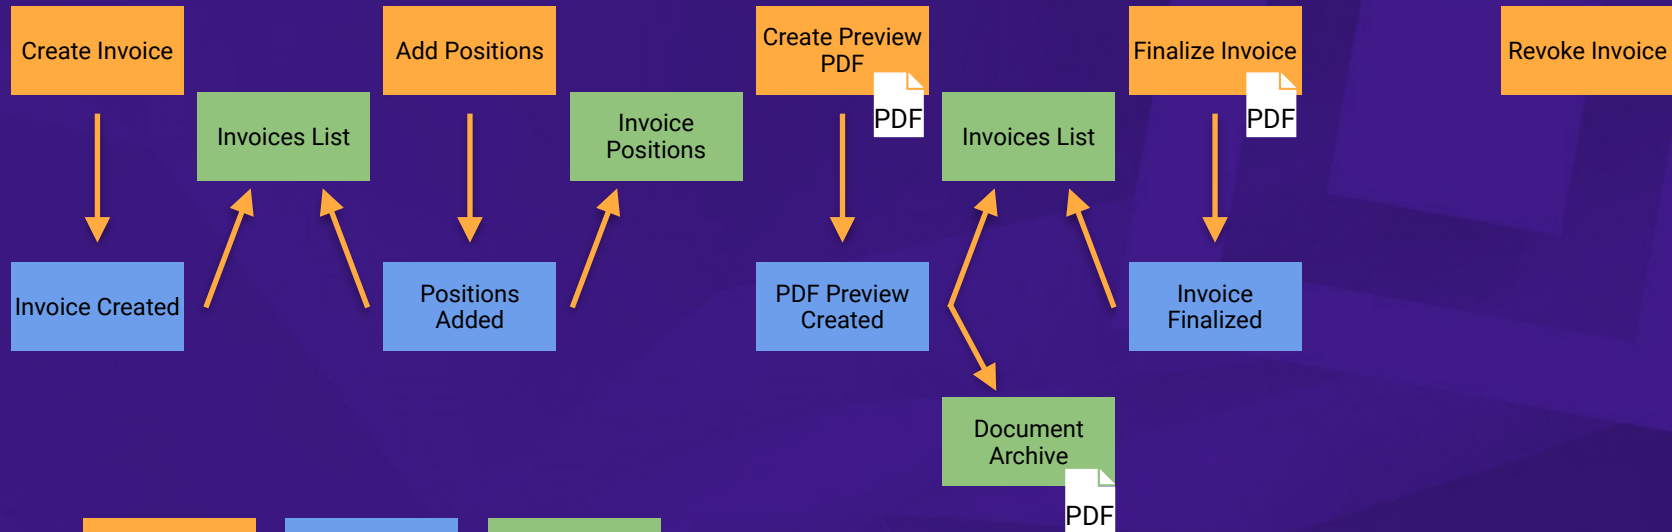 Create Invoice
Add Positions
Create Preview
PDF
PDF
Finalize Invoice
PDF
Revoke Invoice
Invoices List
Invoice
Positions
Invoices List
Invoice Created
Positions
Added
PDF Preview
Created
Invoice
Finalized
Document
Archive
PDF